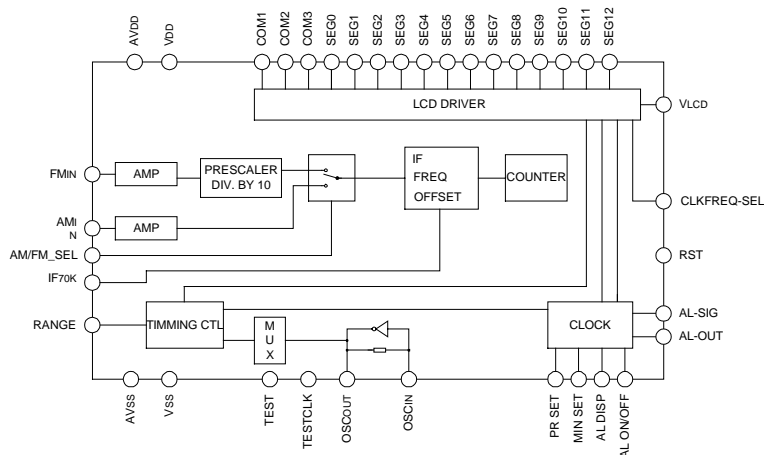 AVDD
VDD
COM1
COM2
COM3
SEG0
SEG1
SEG2
SEG3
SEG4
SEG5
SEG6
SEG7
SEG8
SEG9
SEG10
SEG11
SEG12
LCD DRIVER
VLCD
FMIN
AMP
PRESCALER
DIV. BY 10
IF
FREQ
OFFSET
COUNTER
CLKFREQ-SEL
AMI
N
AMP
AM/FM_SEL
RST
IF70K
RANGE
TIMMING CTL
M
U
X
CLOCK
AL-SIG
AL-OUT
AVSS
VSS
TEST
TESTCLK
OSCOUT
OSCIN
PR SET
MIN SET
AL DISP
AL ON/OFF